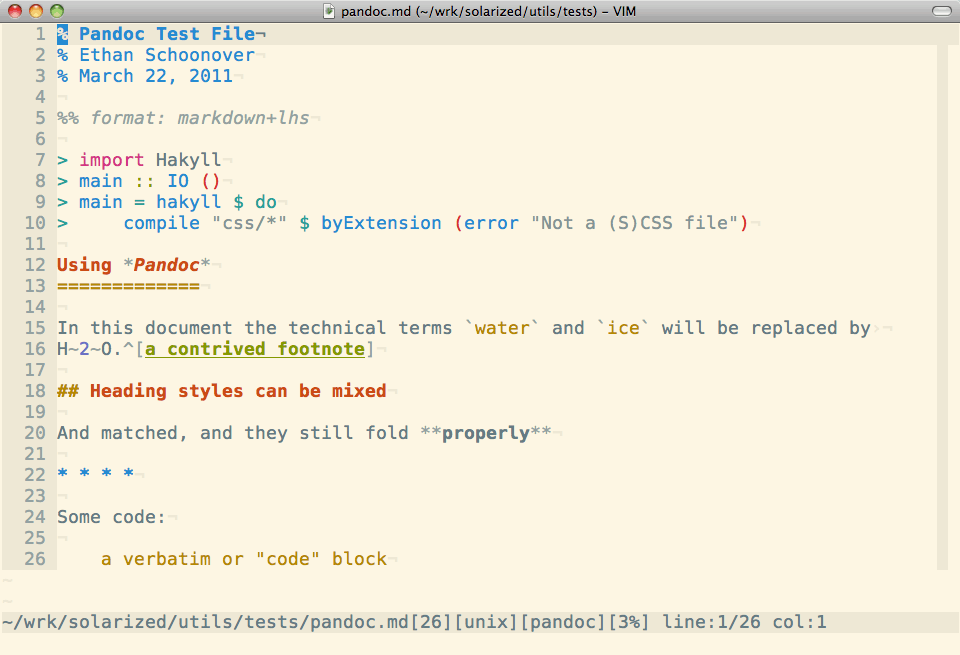 pandoc.md (~/wrk/solarized/utils/tests) – VIM
1 % Pandoc Test File¬
2 % Ethan Schoonover¬
3 % March 22, 2011¬
4 ¬
5 %% format: markdown+lhs¬
6 ¬
7 > import Hakyll¬
8 > main :: IO ()¬
9 > main = hakyll $ do¬
10 >     compile "css/*" $ byExtension (error "Not a (S)CSS file")¬
11 ¬
12 Using *Pandoc*¬
13 =============¬
14 ¬
15 In this document the technical terms `water` and `ice` will be replaced by›¬
16 H~2~O.^[a contrived footnote]¬
17 ¬
18 ## Heading styles can be mixed¬
19 ¬
20 And matched, and they still fold **properly**¬
21 ¬
22 * * * *¬
23 ¬
24 Some code:¬
25 ¬
26     a verbatim or "code" block¬
~
~
~/wrk/solarized/utils/tests/pandoc.md[26][unix][pandoc][3%] line:1/26 col:1